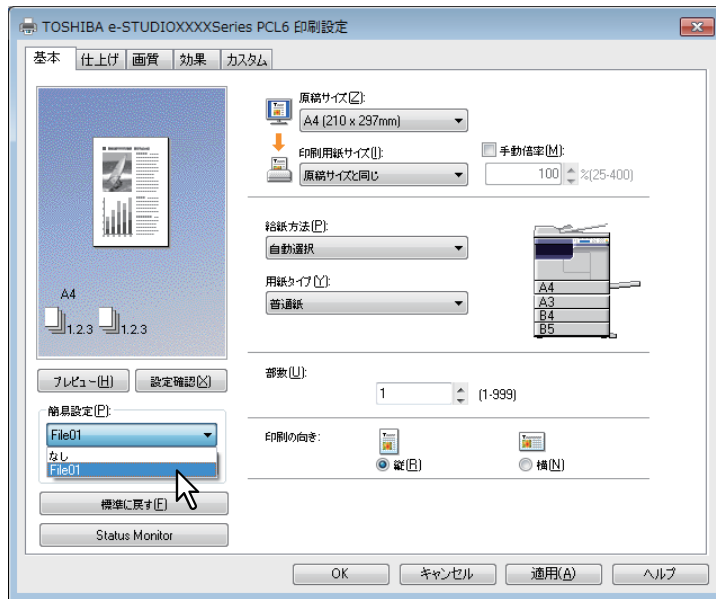 TOSHIBA e-STUDIOXXXXSeries PCL6 印刷設定
基本 仕上げ 画質 効果 カスタム
A4
1.2.3 1.2.3
プレビュー(H) 設定確認(X)
簡易設定(P):
File01
なし
File01
標準に戻す(F)
Status Monitor
原稿サイズ(Z):
A4 (210 x 297mm)
印刷用紙サイズ(I):
原稿サイズと同じ
手動倍率(M):
100 %(25-400)
給紙方法(P):
自動選択
用紙タイプ(Y):
普通紙
A4
A3
B4
B5
部数(U):
1 (1-999)
印刷の向き:
縦(R) 横(N)
OK キャンセル 適用(A) ヘルプ